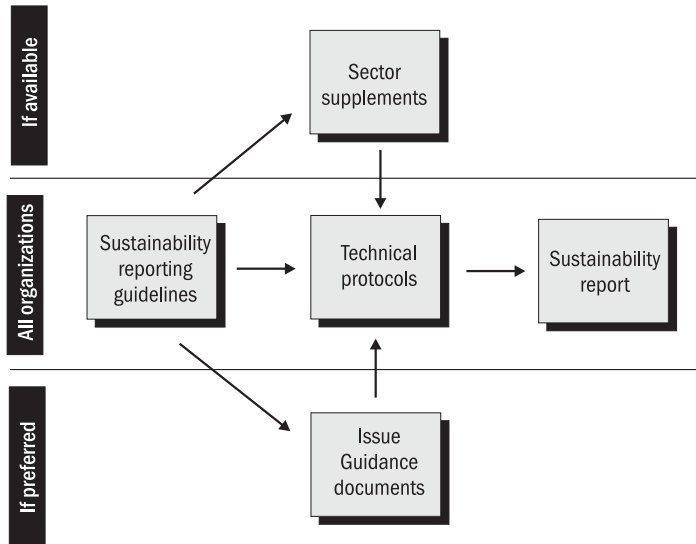 If available
Sector
supplements
All organizations
Sustainability
reporting
guidelines
Technical
protocols
Sustainability
report
If preferred
Issue
Guidance
documents